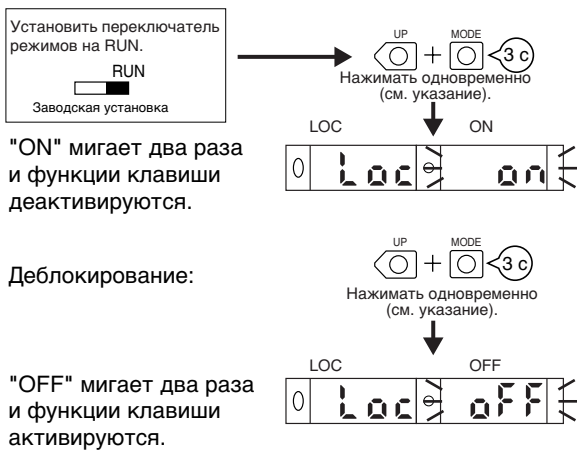 Установить переключатель
режимов на RUN.
RUN
Заводская установка
UP + MODE 3 с
Нажимать одновременно
(см. указание).
LOC ON
Loc on
"ON" мигает два раза
и функции клавиши
деактивируются.
Деблокирование:
UP + MODE 3 с
Нажимать одновременно
(см. указание).
LOC OFF
Loc oFF
"OFF" мигает два раза
и функции клавиши
активируются.